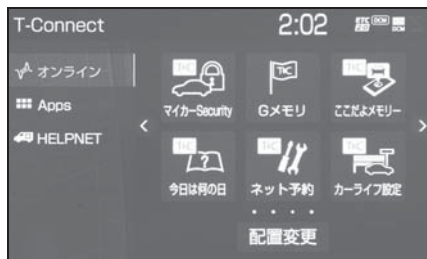 T-Connect
2:02
オンライン
Apps
HELPNET
マイカーSecurity
Gメモリ
ここだよメモリー
今日は何の日
ネット予約
カーライフ設定
配置変更